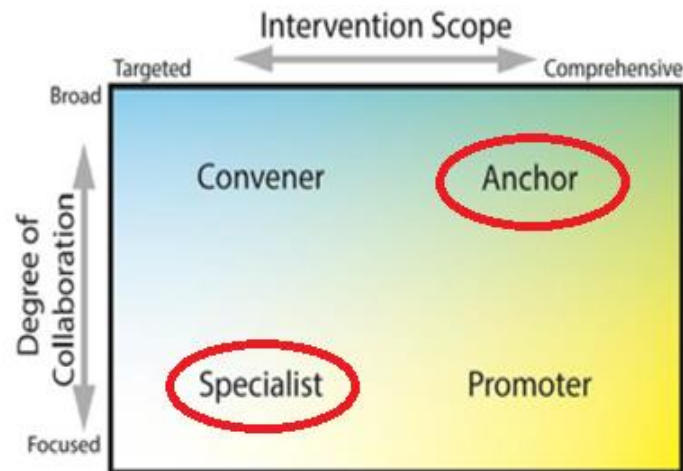 Intervention Scope
Targeted
Comprehensive
Broad
Convener
Anchor
Degree of
Collaboration
Specialist
Promoter
Focused